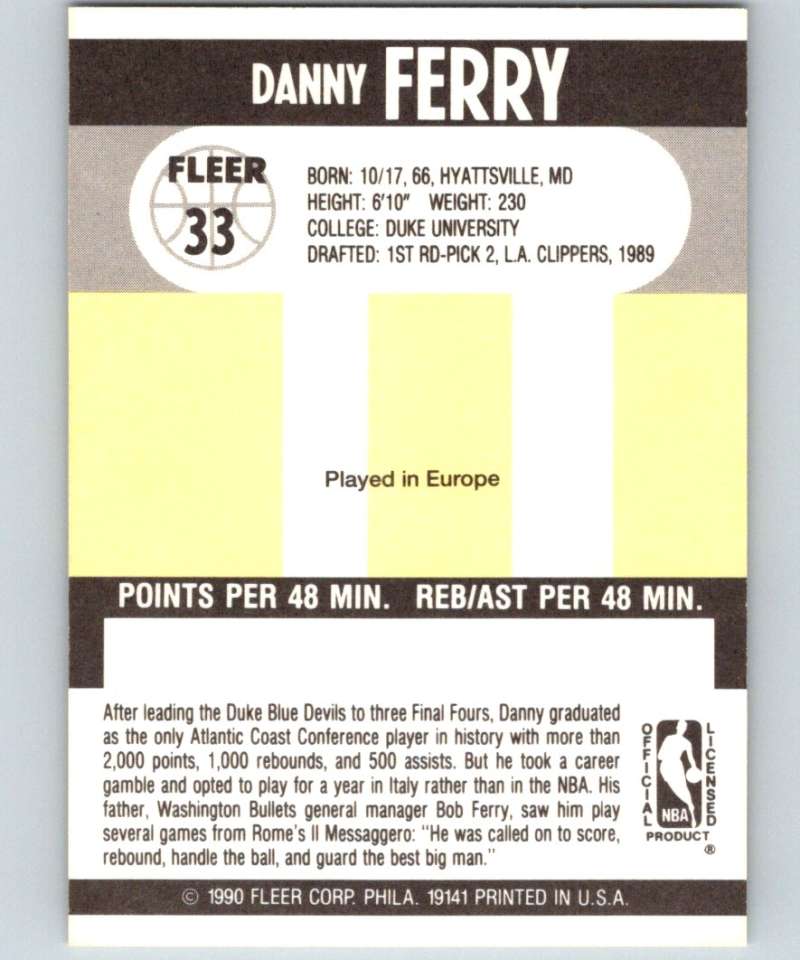 DANNY FERRY
FLEER
33
BORN: 10/17, 66, HYATTSVILLE, MD
HEIGHT: 6'10" WEIGHT: 230
COLLEGE: DUKE UNIVERSITY
DRAFTED: 1ST RD-PICK 2, L.A. CLIPPERS, 1989
Played in Europe
POINTS PER 48 MIN. REB/AST PER 48 MIN.
After leading the Duke Blue Devils to three Final Fours, Danny graduated
as the only Atlantic Coast Conference player in history with more than
2,000 points, 1,000 rebounds, and 500 assists. But he took a career
gamble and opted to play for a year in Italy rather than in the NBA. His
father, Washington Bullets general manager Bob Ferry, saw him play
several games from Rome's Il Messaggero: "He was called on to score,
rebound, handle the ball, and guard the best big man."
OFFICIAL
LICENSED
NBA
PRODUCT
®
© 1990 FLEER CORP. PHILA. 19141 PRINTED IN U.S.A.